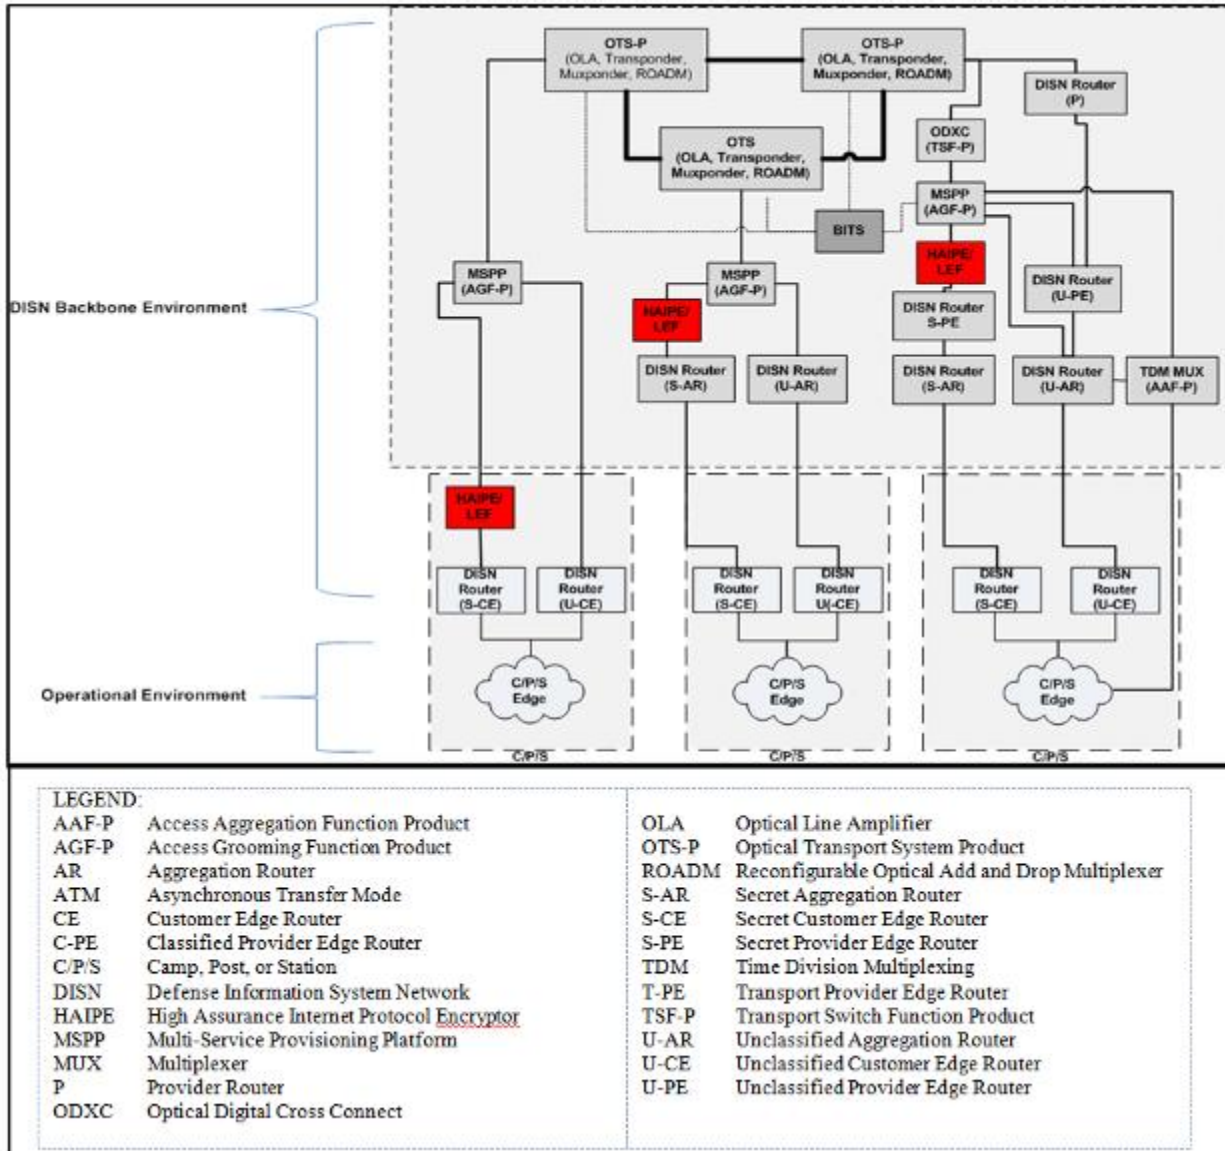 OTS-P
(OLA, Transponder,
Muxponder, ROADM)
OTS-P
(OLA, Transponder,
Muxponder, ROADM)
DISN Router
(P)
ODXC
(TSF-P)
OTS
(OLA, Transponder,
Muxponder, ROADM)
MSPP
(AGF-P)
BITS
HAIPE/
LEF
MSPP
(AGF-P)
MSPP
(AGF-P)
DISN Router
(U-PE)
DISN Backbone Environment
HAIPE/
LEF
DISN Router
S-PE
DISN Router
(S-AR)
DISN Router
(U-AR)
DISN Router
(S-AR)
DISN Router
(U-AR)
TDM MUX
(AAF-P)
HAIPE/
LEF
DISN
Router
(S-CE)
DISN
Router
(U-CE)
DISN
Router
(S-CE)
DISN
Router
U(-CE)
DISN
Router
(S-CE)
DISN
Router
(U-CE)
Operational Environment
C/P/S
Edge
C/P/S
Edge
C/P/S
Edge
C/P/S
C/P/S
C/P/S
LEGEND:
AAF-P Access Aggregation Function Product
AGF-P Access Grooming Function Product
AR Aggregation Router
ATM Asynchronous Transfer Mode
CE Customer Edge Router
C-PE Classified Provider Edge Router
C/P/S Camp, Post, or Station
DISN Defense Information System Network
HAIPE High Assurance Internet Protocol Encryptor
MSPP Multi-Service Provisioning Platform
MUX Multiplexer
P Provider Router
ODXC Optical Digital Cross Connect
OLA Optical Line Amplifier
OTS-P Optical Transport System Product
ROADM Reconfigurable Optical Add and Drop Multiplexer
S-AR Secret Aggregation Router
S-CE Secret Customer Edge Router
S-PE Secret Provider Edge Router
TDM Time Division Multiplexing
T-PE Transport Provider Edge Router
TSF-P Transport Switch Function Product
U-AR Unclassified Aggregation Router
U-CE Unclassified Customer Edge Router
U-PE Unclassified Provider Edge Router